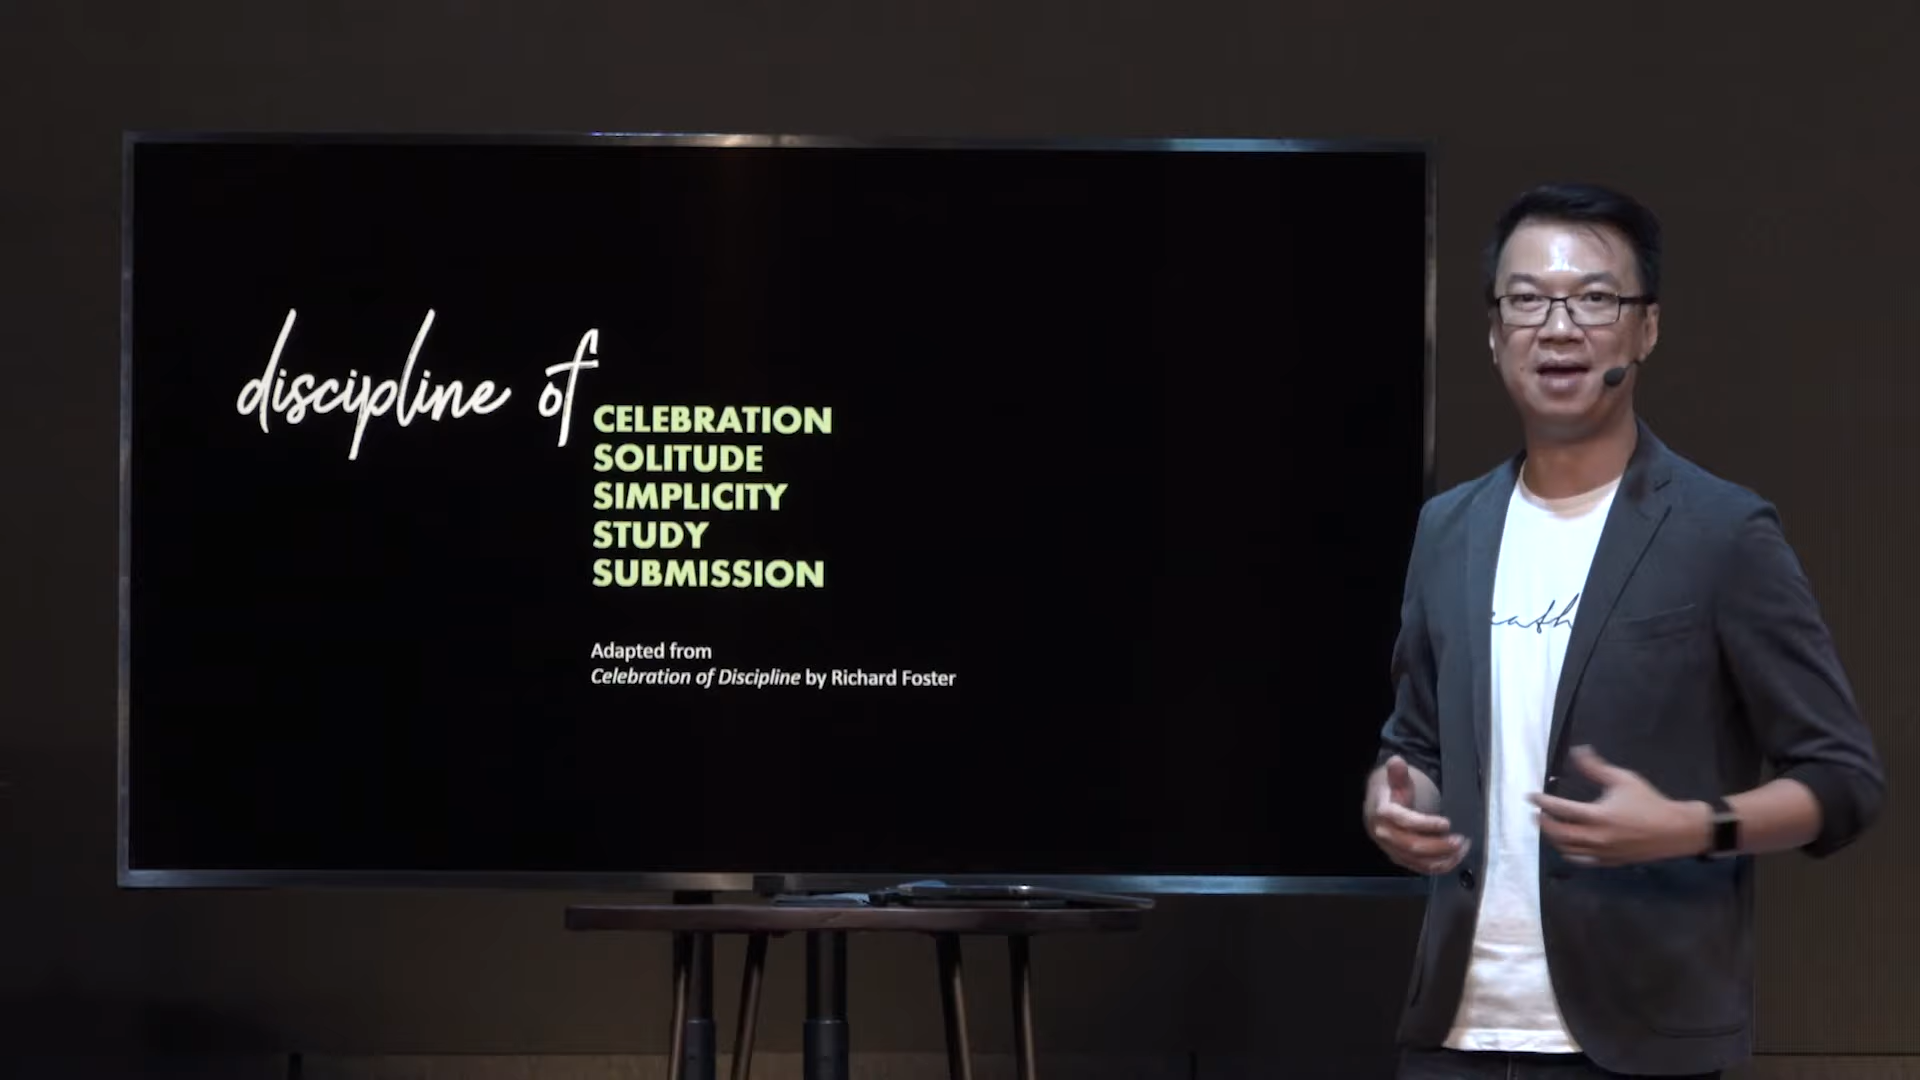 discipline of
CELEBRATION
SOLITUDE
SIMPLICITY
STUDY
SUBMISSION
Adapted from
Celebration of Discipline by Richard Foster